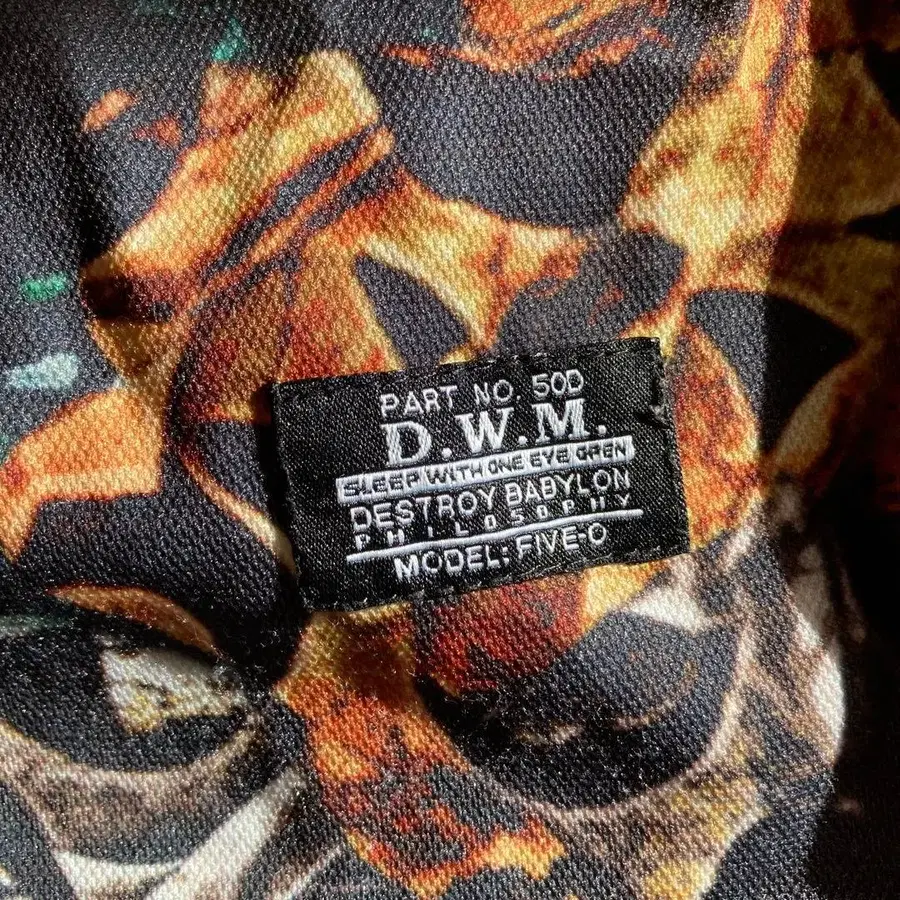 PART NO. 50D
D.W.M.
SLEEP WITH ONE EYE OPEN
DESTROY BABYLON
PHILOSOPHY
MODEL: FIVE-O